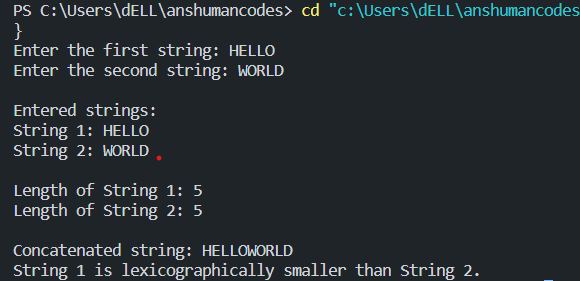 PS C:\Users\dELL\anshumancodes> cd "c:\Users\dELL\anshumancodes
}
Enter the first string: HELLO
Enter the second string: WORLD
Entered strings:
String 1: HELLO
String 2: WORLD
Length of String 1: 5
Length of String 2: 5
Concatenated string: HELLOWORLD
String 1 is lexicographically smaller than String 2.